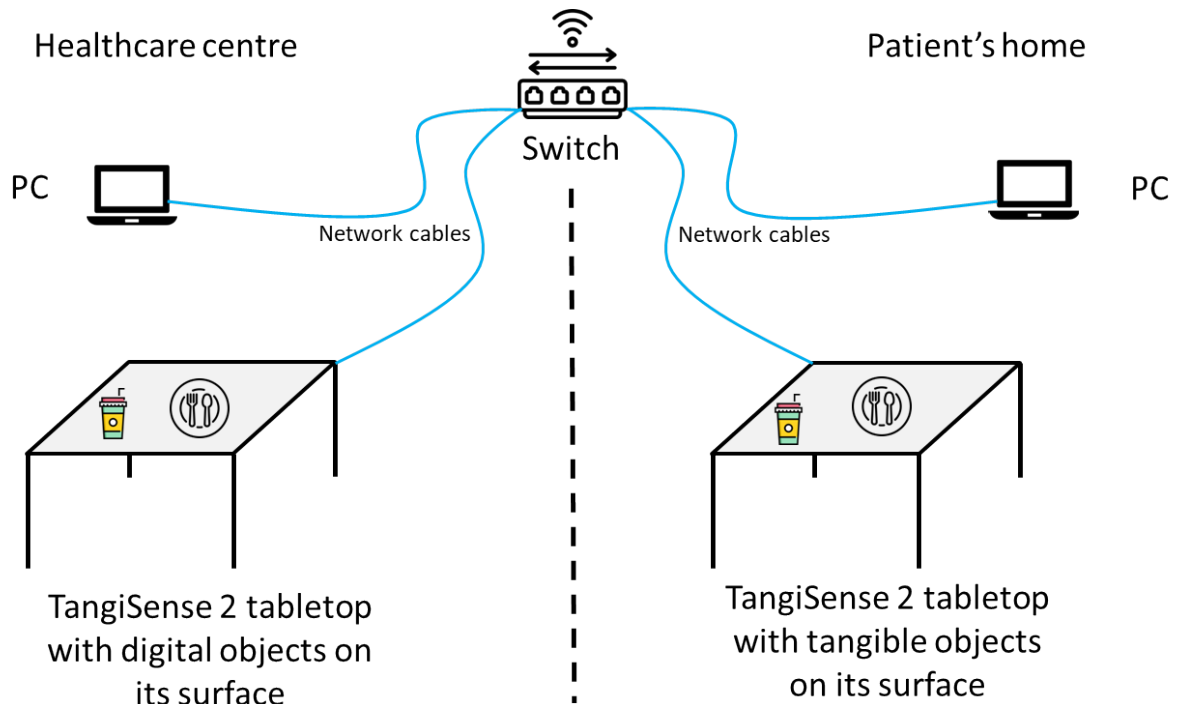 Healthcare centre
Patient's home
Switch
PC
PC
Network cables
Network cables
TangiSense 2 tabletop
with digital objects on
its surface
TangiSense 2 tabletop
with tangible objects
on its surface